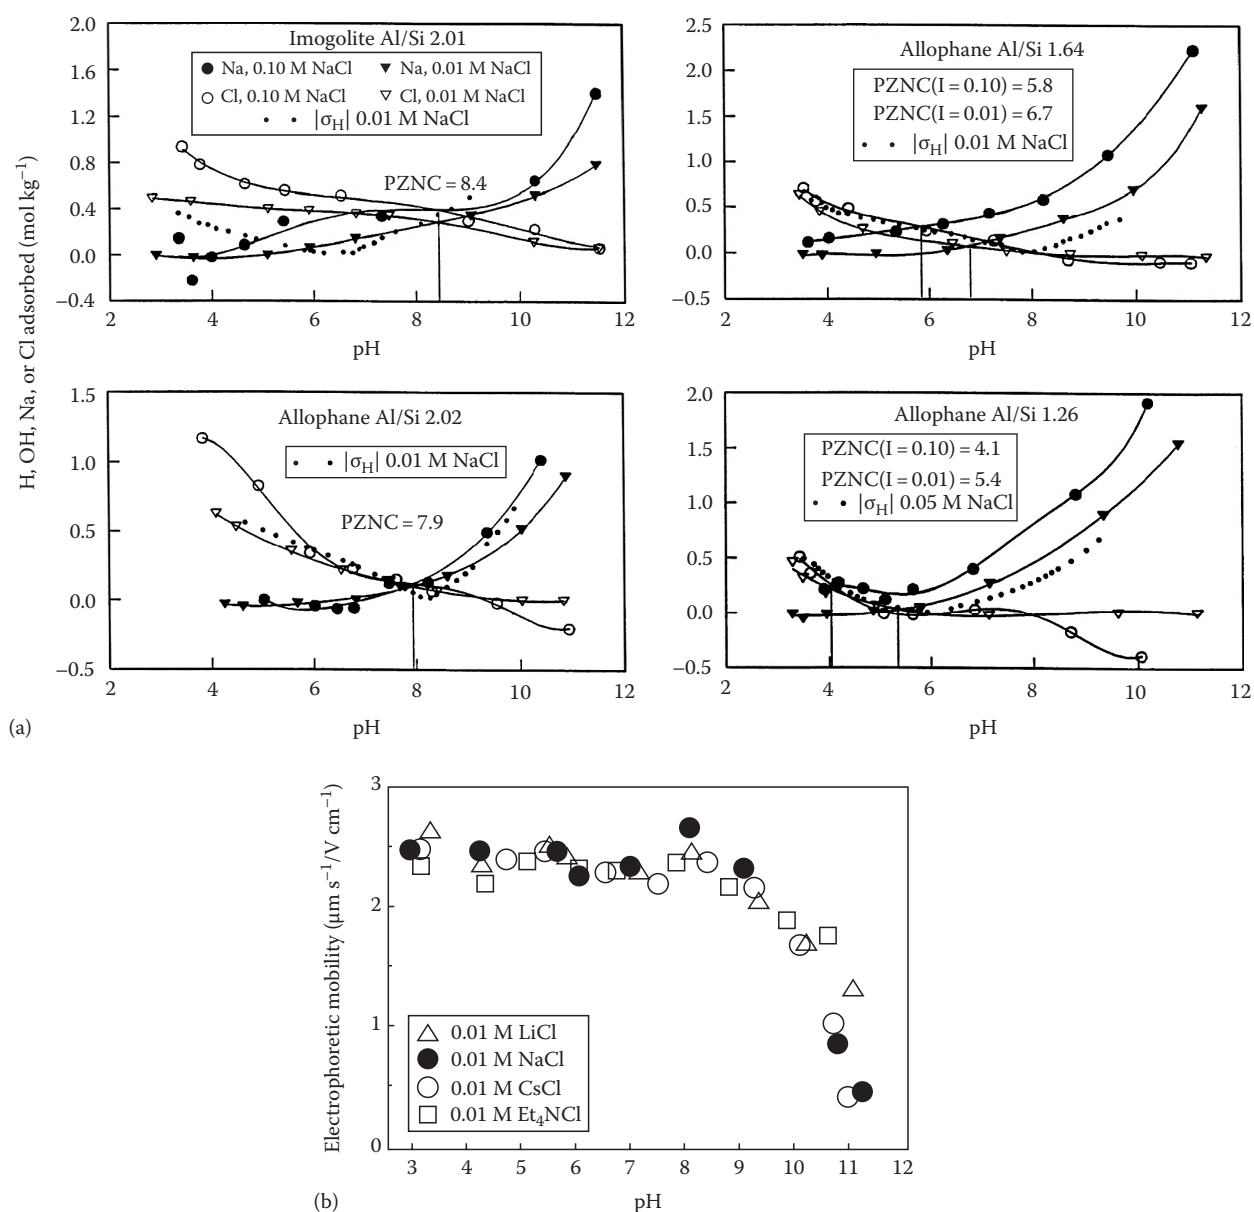 H, OH, Na, or Cl adsorbed (mol kg⁻¹)
Imogolite Al/Si 2.01
Na, 0.10 M NaCl
Na, 0.01 M NaCl
Cl, 0.10 M NaCl
Cl, 0.01 M NaCl
|σH| 0.01 M NaCl
PZNC = 8.4
2.0
1.6
1.2
0.8
0.4
0.0
−0.4
2 4 6 8 10 12
pH
Allophane Al/Si 1.64
PZNC(I = 0.10) = 5.8
PZNC(I = 0.01) = 6.7
|σH| 0.01 M NaCl
2.5
2.0
1.5
1.0
0.5
0.0
−0.5
2 4 6 8 10 12
pH
Allophane Al/Si 2.02
|σH| 0.01 M NaCl
PZNC = 7.9
1.5
1.0
0.5
0.0
−0.5
2 4 6 8 10 12
pH
Allophane Al/Si 1.26
PZNC(I = 0.10) = 4.1
PZNC(I = 0.01) = 5.4
|σH| 0.05 M NaCl
2.0
1.5
1.0
0.5
0.0
−0.5
2 4 6 8 10 12
pH
(a)
Electrophoretic mobility (μm s⁻¹/V cm⁻¹)
3
2
1
0
0.01 M LiCl
0.01 M NaCl
0.01 M CsCl
0.01 M Et₄NCl
3 4 5 6 7 8 9 10 11 12
pH
(b)